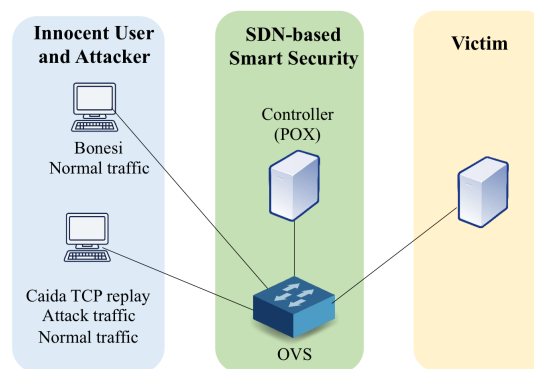 Innocent User
and Attacker
Bonesi
Normal traffic
Caida TCP replay
Attack traffic
Normal traffic
SDN-based
Smart Security
Controller
(POX)
OVS
Victim